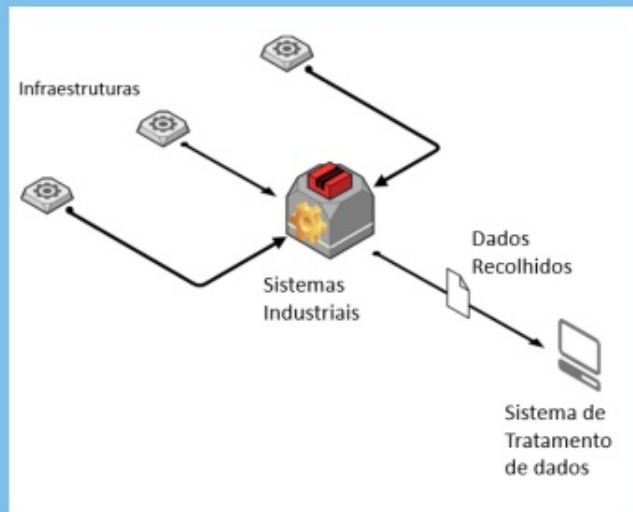 Infraestruturas
Dados
Recolhidos
Sistemas
Industriais
Sistema de
Tratamento
de dados